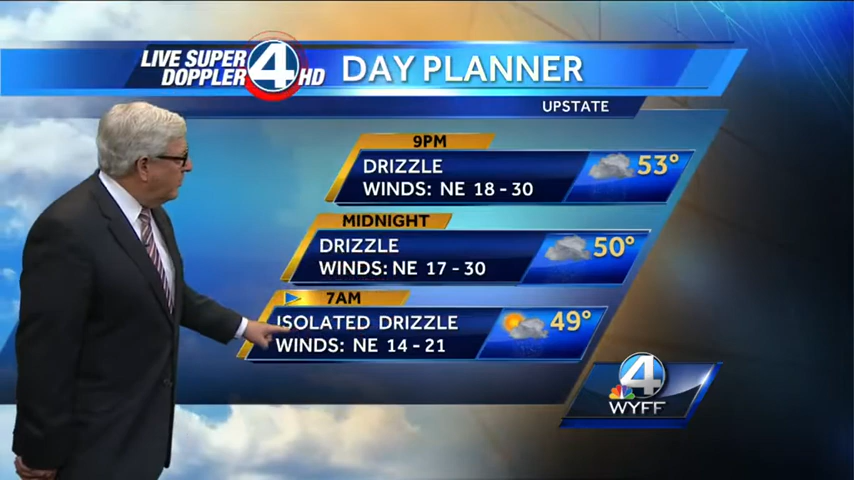 LIVE SUPER
DOPPLER 4 HD
DAY PLANNER
UPSTATE
9PM
DRIZZLE
WINDS: NE 18 - 30
53°
MIDNIGHT
DRIZZLE
WINDS: NE 17 - 30
50°
7AM
ISOLATED DRIZZLE
WINDS: NE 14 - 21
49°
4
WYFF